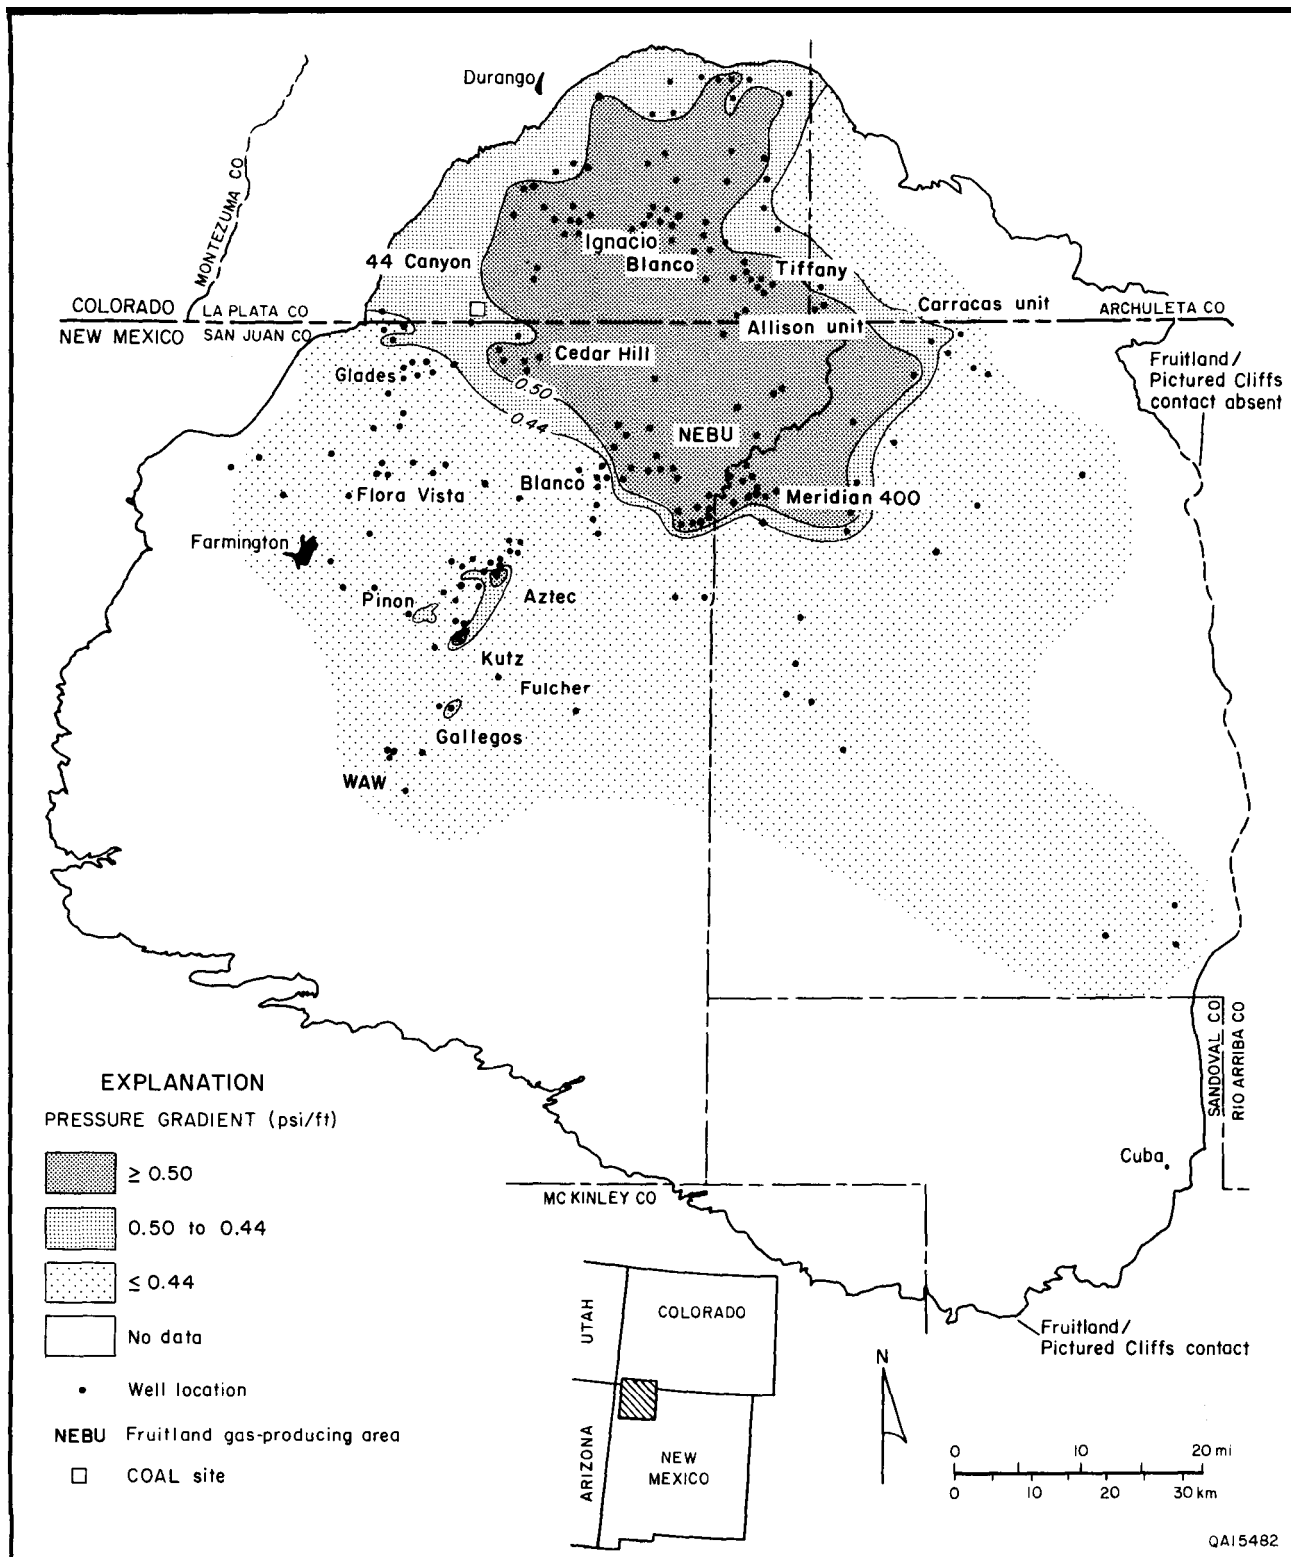 Durango
MONTEZUMA CO
44 Canyon
Ignacio
Blanco
Tiffany
COLORADO
LA PLATA CO
Carracas unit
ARCHULETA CO
NEW MEXICO
SAN JUAN CO
Allison unit
Fruitland/
Pictured Cliffs
contact absent
Glades
Cedar Hill
0.50
0.44
NEBU
Blanco
Flora Vista
Meridian 400
Farmington
Pinon
Aztec
Kutz
Fulcher
Gallegos
WAW
SANDOVAL CO
RIO ARRIBA CO
EXPLANATION
PRESSURE GRADIENT (psi/ft)
≥ 0.50
0.50 to 0.44
≤ 0.44
No data
Well location
NEBU Fruitland gas-producing area
COAL site
Cuba
MC KINLEY CO
Fruitland/
Pictured Cliffs contact
UTAH
COLORADO
ARIZONA
NEW
MEXICO
N
0 10 20 mi
0 10 20 30 km
QA15482